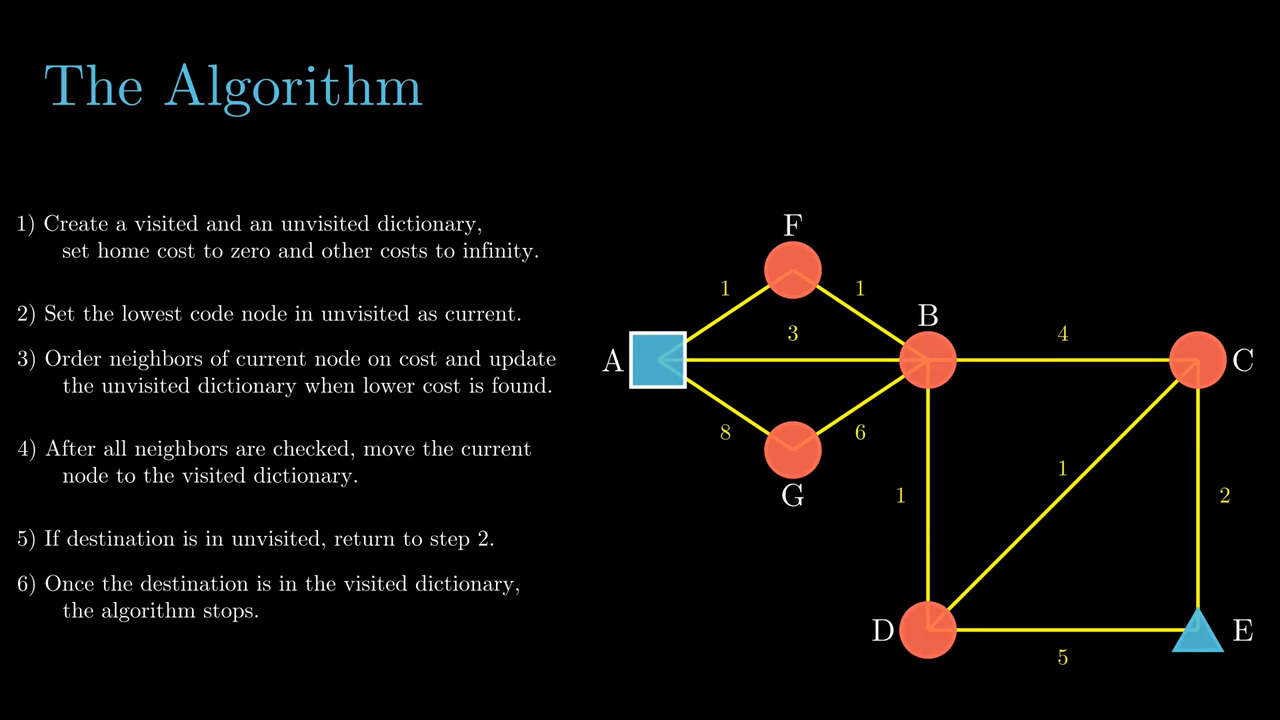 The Algorithm
1) Create a visited and an unvisited dictionary,
set home cost to zero and other costs to infinity.
2) Set the lowest code node in unvisited as current.
3) Order neighbors of current node on cost and update
the unvisited dictionary when lower cost is found.
4) After all neighbors are checked, move the current
node to the visited dictionary.
5) If destination is in unvisited, return to step 2.
6) Once the destination is in the visited dictionary,
the algorithm stops.
F
1
1
B
3
4
A
C
8
6
G
1
1
2
D
E
5